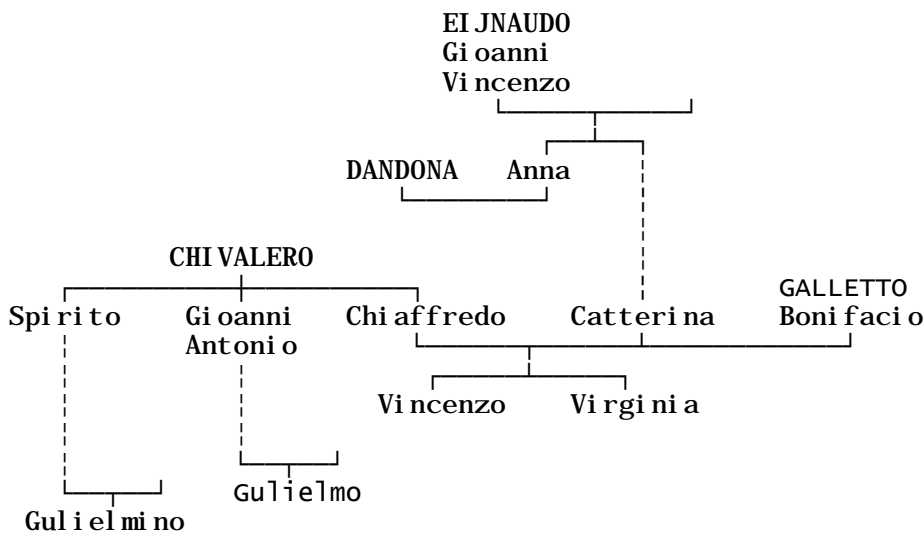 EIJNAUDO
Gioanni
Vincenzo
DANDONA Anna
CHIVALERO
GALLETTO
Spirito Gioanni Chiaffredo Catterina Bonifacio
Antonio
Vincenzo Virginia
Gulielmo
Gulielmino